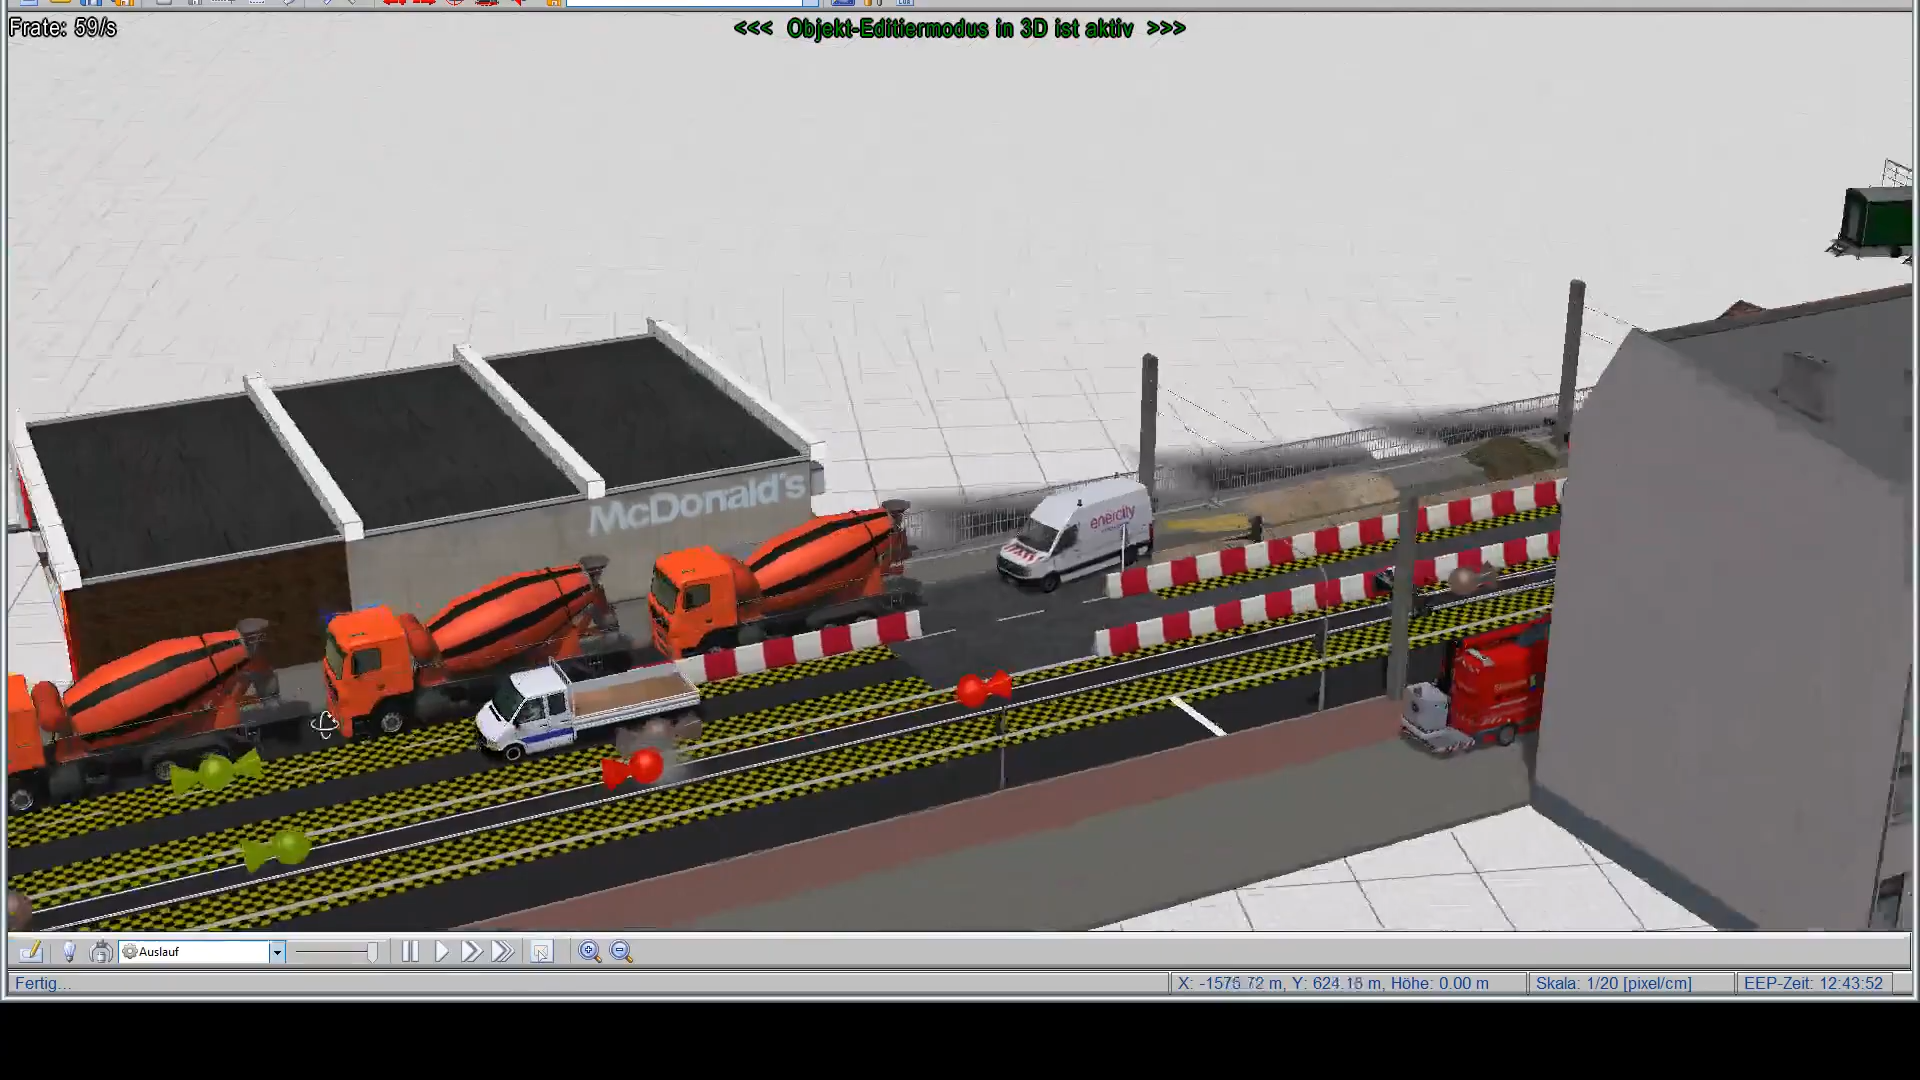 Frate: 59/s
<<< Objekt-Editiermodus in 3D ist aktiv >>>
McDonald's
enercity
Auslauf
Fertig...
X: -1576.72 m, Y: 624.16 m, Höhe: 0.00 m
Skala: 1/20 [pixel/cm]
EEP-Zeit: 12:43:52